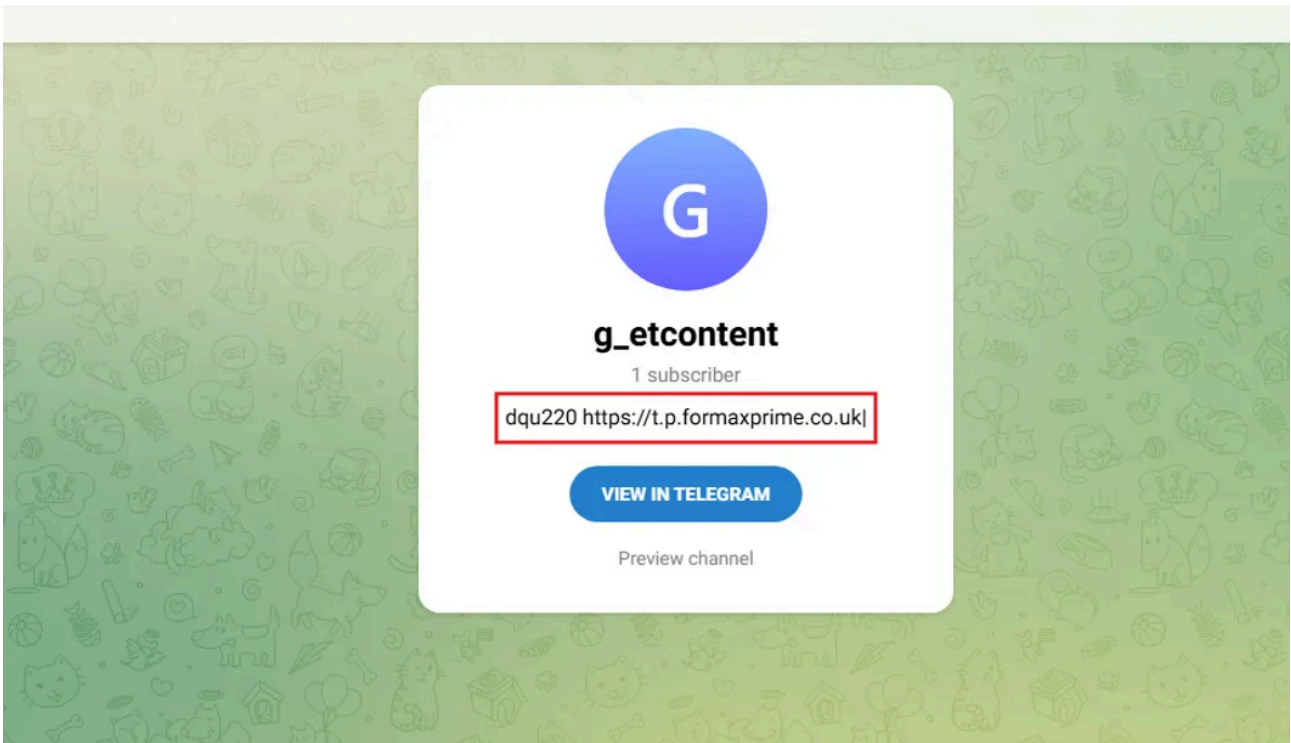 G
g_etcontent
1 subscriber
dqu220 https://t.p.formaxprime.co.uk|
VIEW IN TELEGRAM
Preview channel